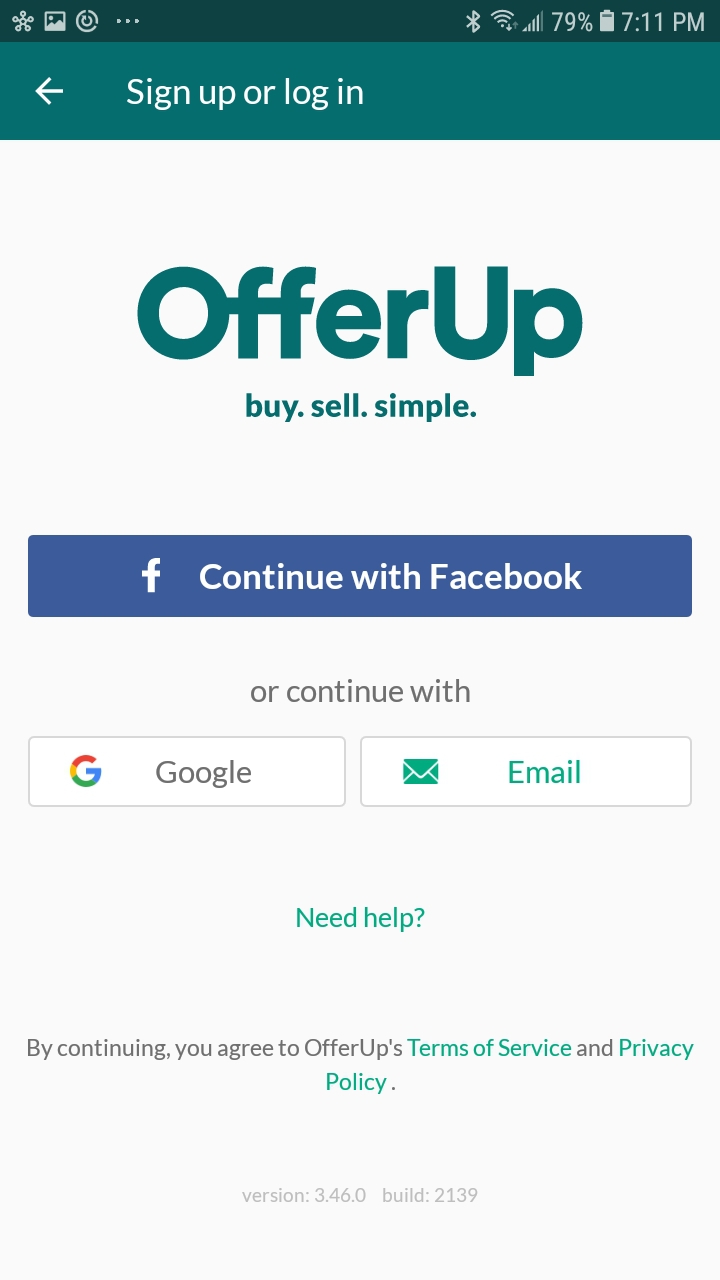 79% 7:11 PM
Sign up or log in
OfferUp
buy. sell. simple.
f Continue with Facebook
or continue with
G Google Email
Need help?
By continuing, you agree to OfferUp's Terms of Service and Privacy
Policy .
version: 3.46.0 build: 2139